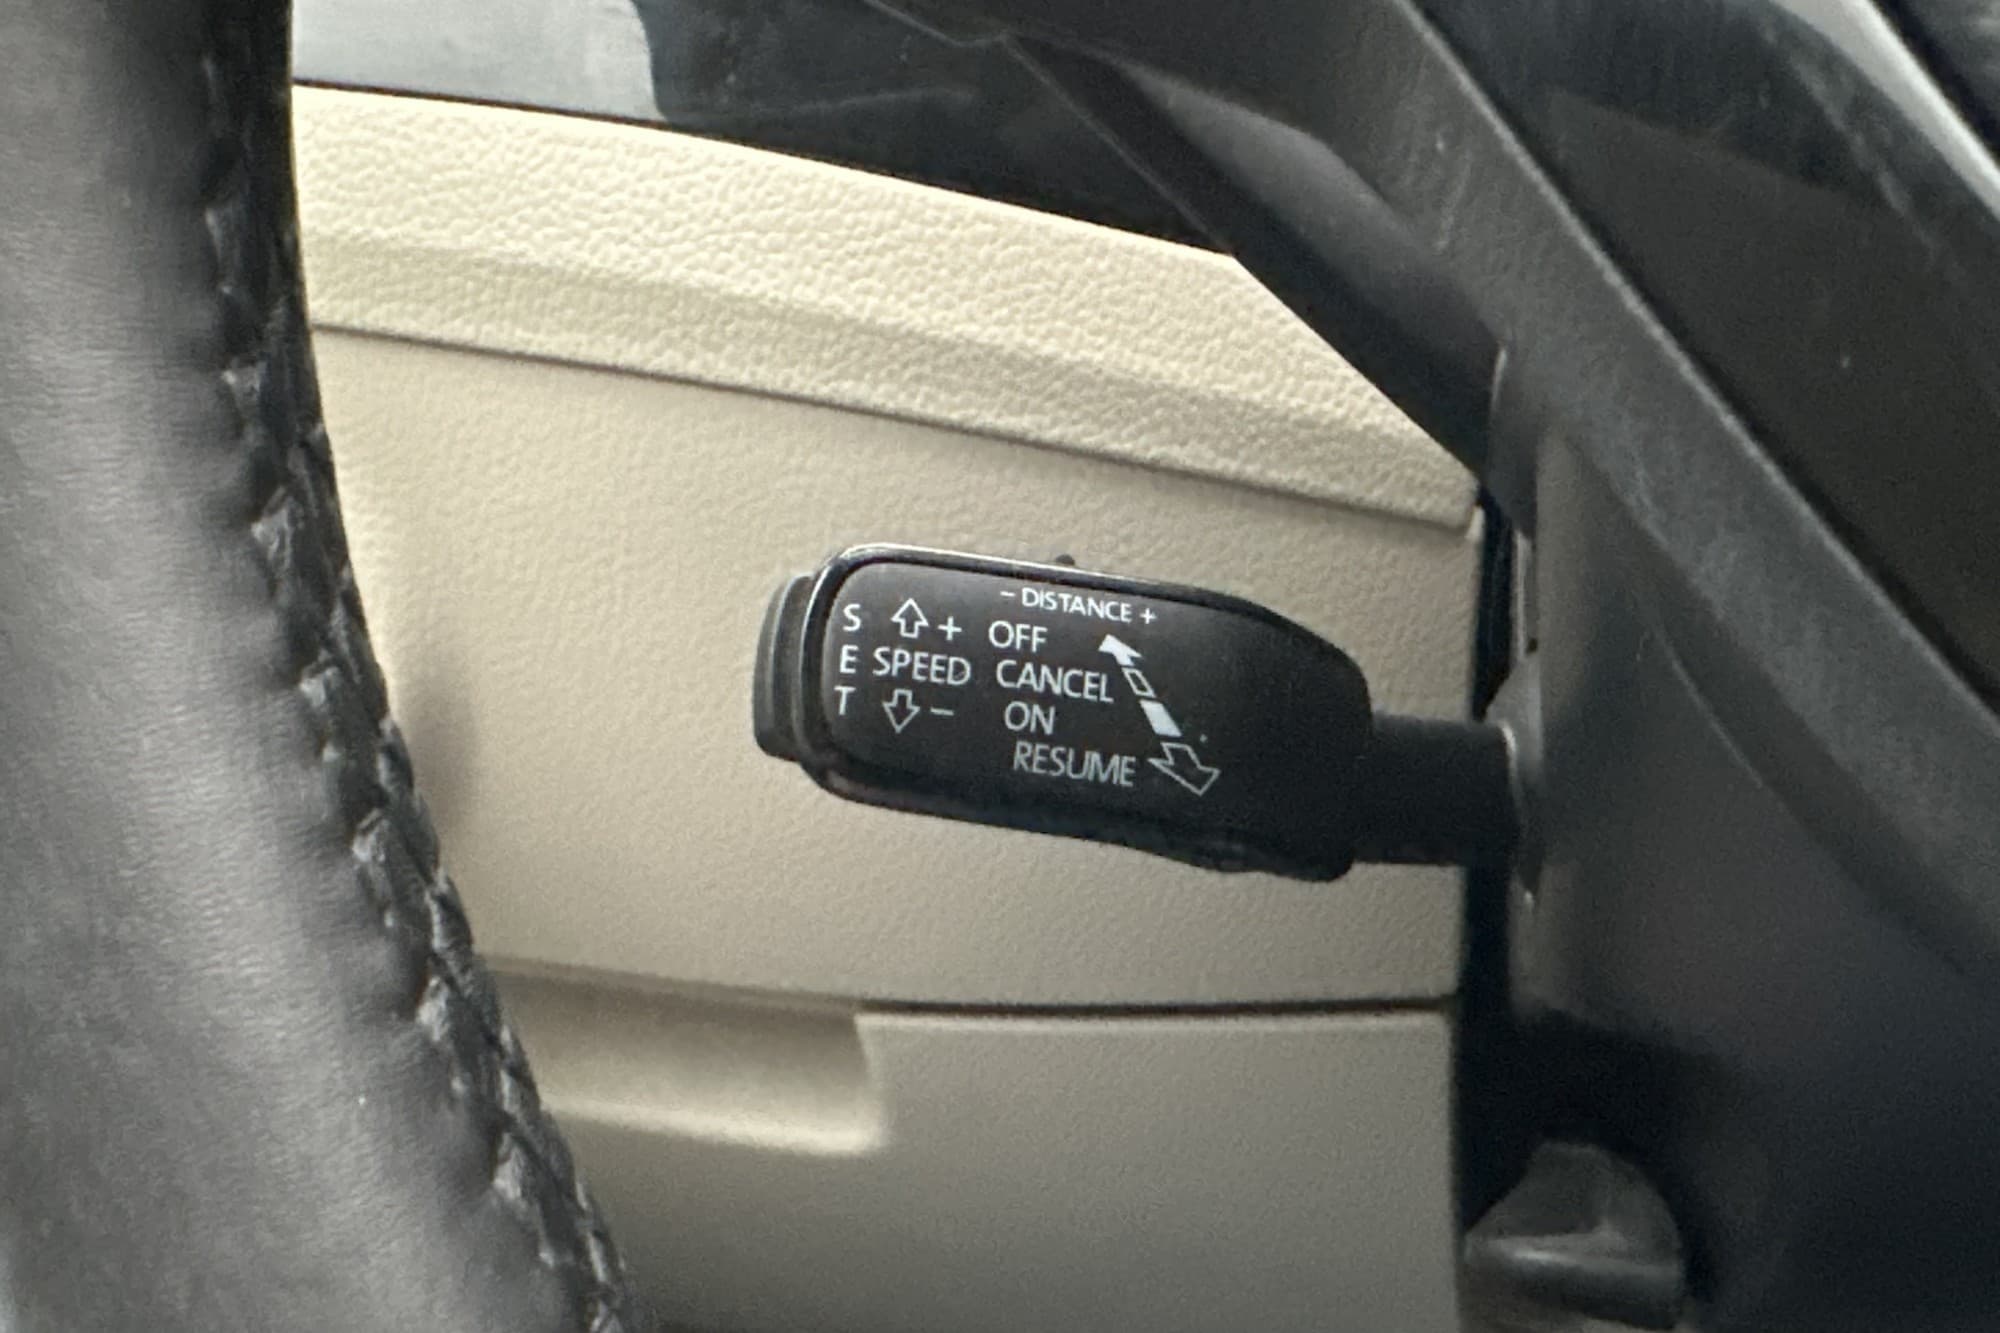 - DISTANCE +
S + OFF
E SPEED CANCEL
T - ON
RESUME